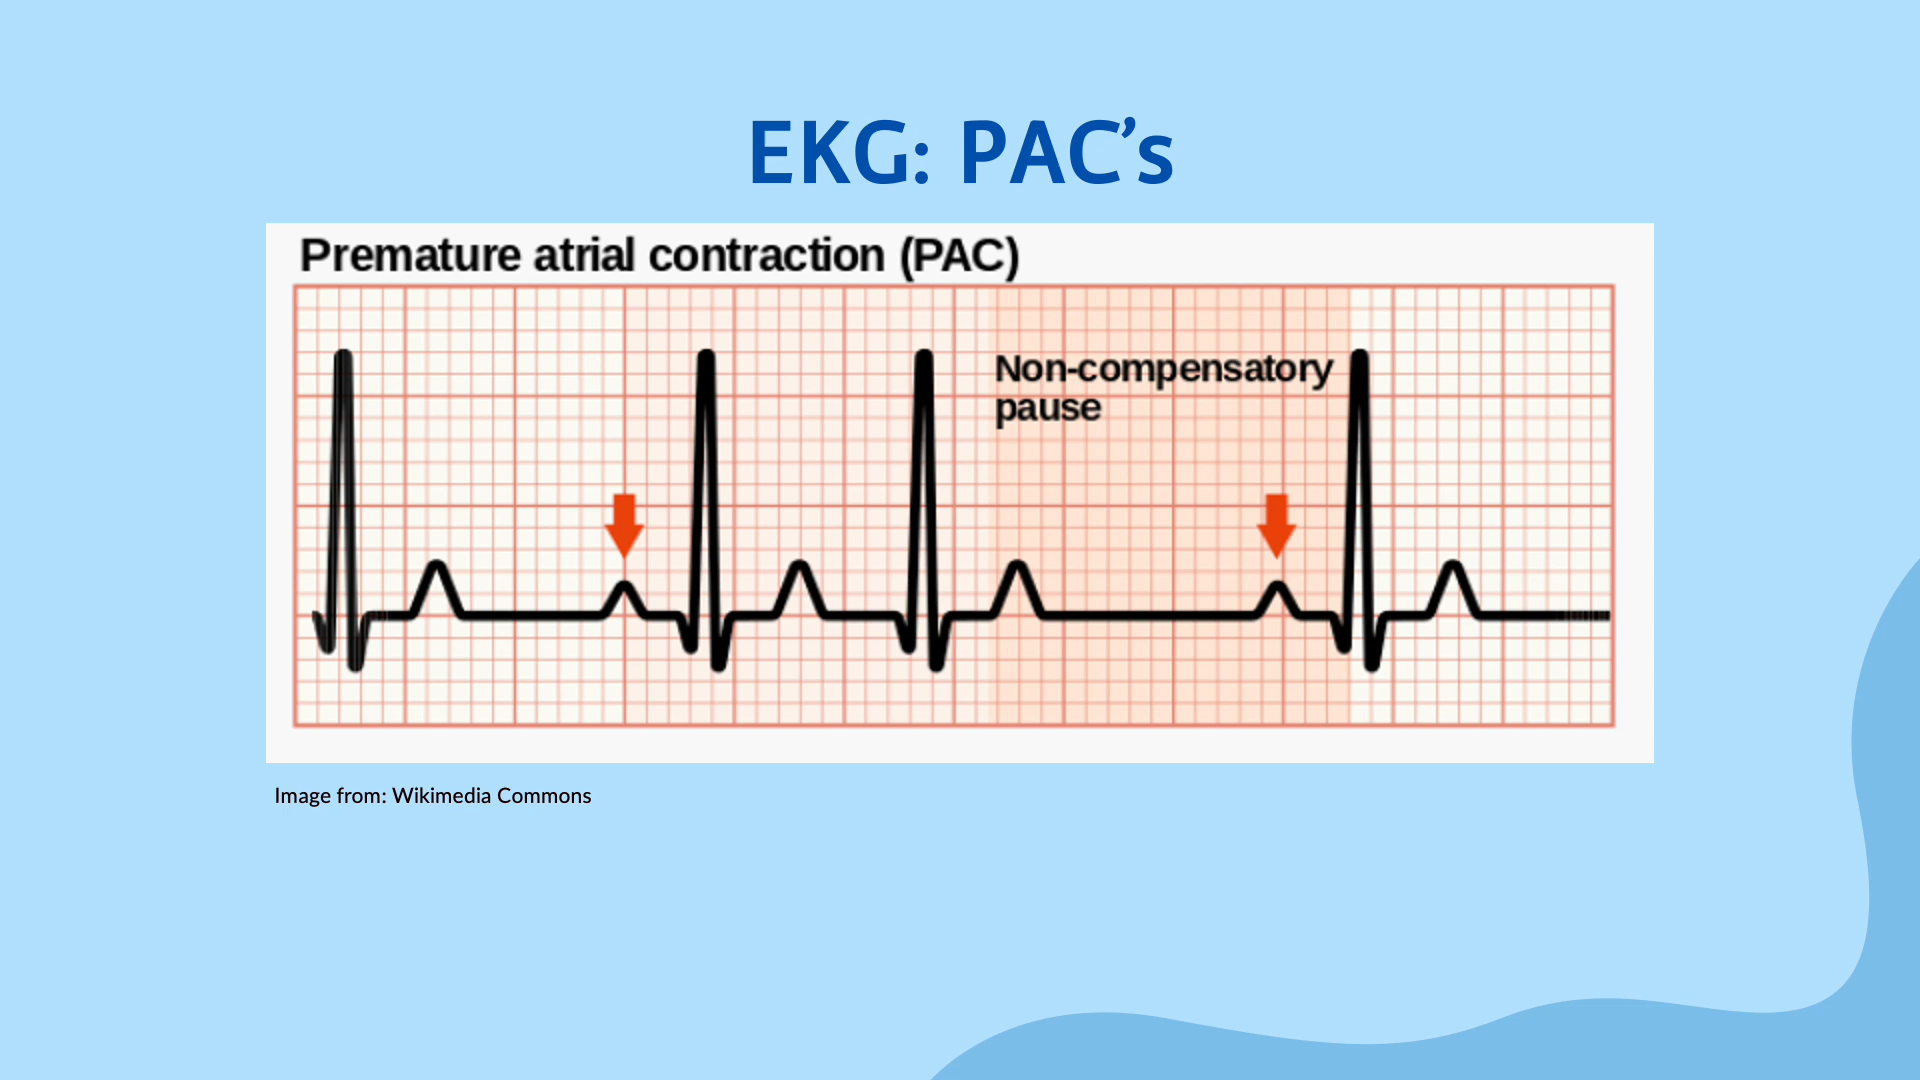 EKG: PAC’s
Premature atrial contraction (PAC)
Non-compensatory
pause
Image from: Wikimedia Commons